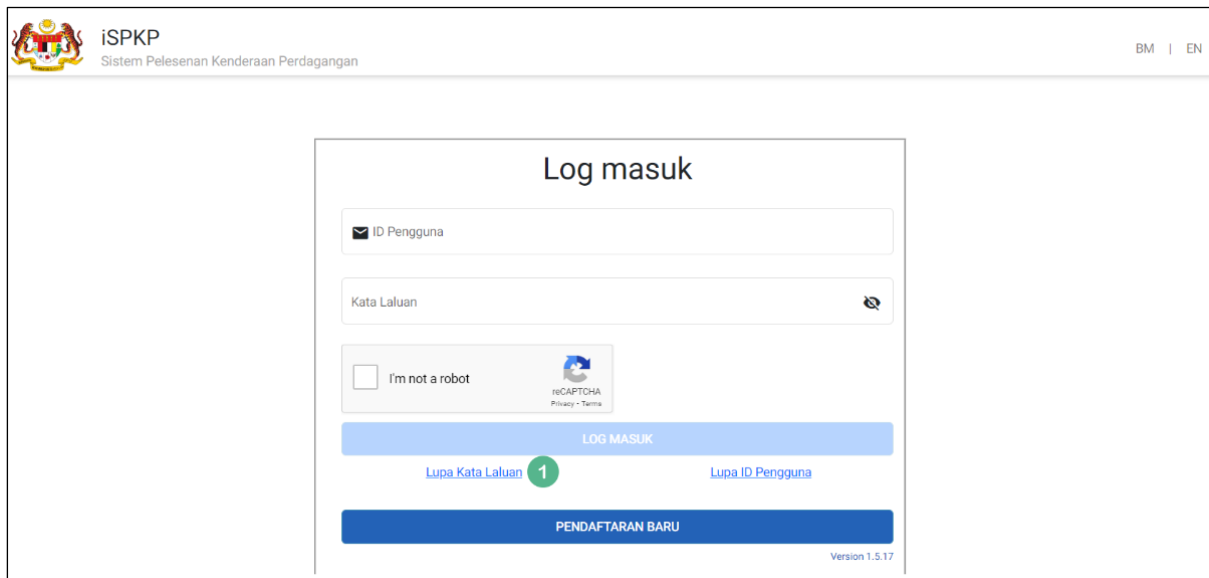 iSPKP
Sistem Pelesenan Kenderaan Perdagangan
BM | EN
Log masuk
ID Pengguna
Kata Laluan
I'm not a robot
reCAPTCHA
Privacy - Terms
LOG MASUK
Lupa Kata Laluan 1 Lupa ID Pengguna
PENDAFTARAN BARU
Version 1.5.17